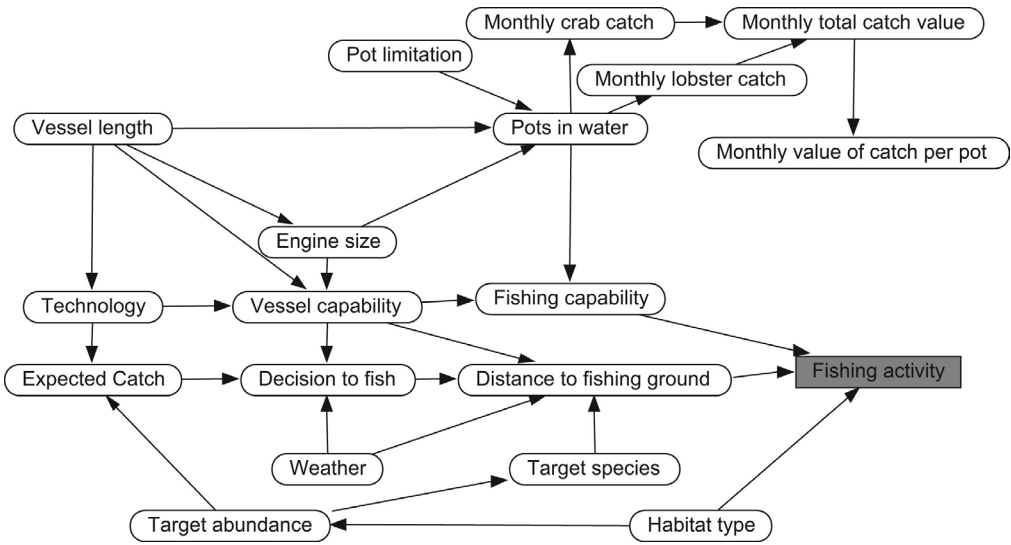 Monthly crab catch
Monthly total catch value
Pot limitation
Monthly lobster catch
Vessel length
Pots in water
Monthly value of catch per pot
Engine size
Technology
Vessel capability
Fishing capability
Expected Catch
Decision to fish
Distance to fishing ground
Fishing activity
Weather
Target species
Target abundance
Habitat type